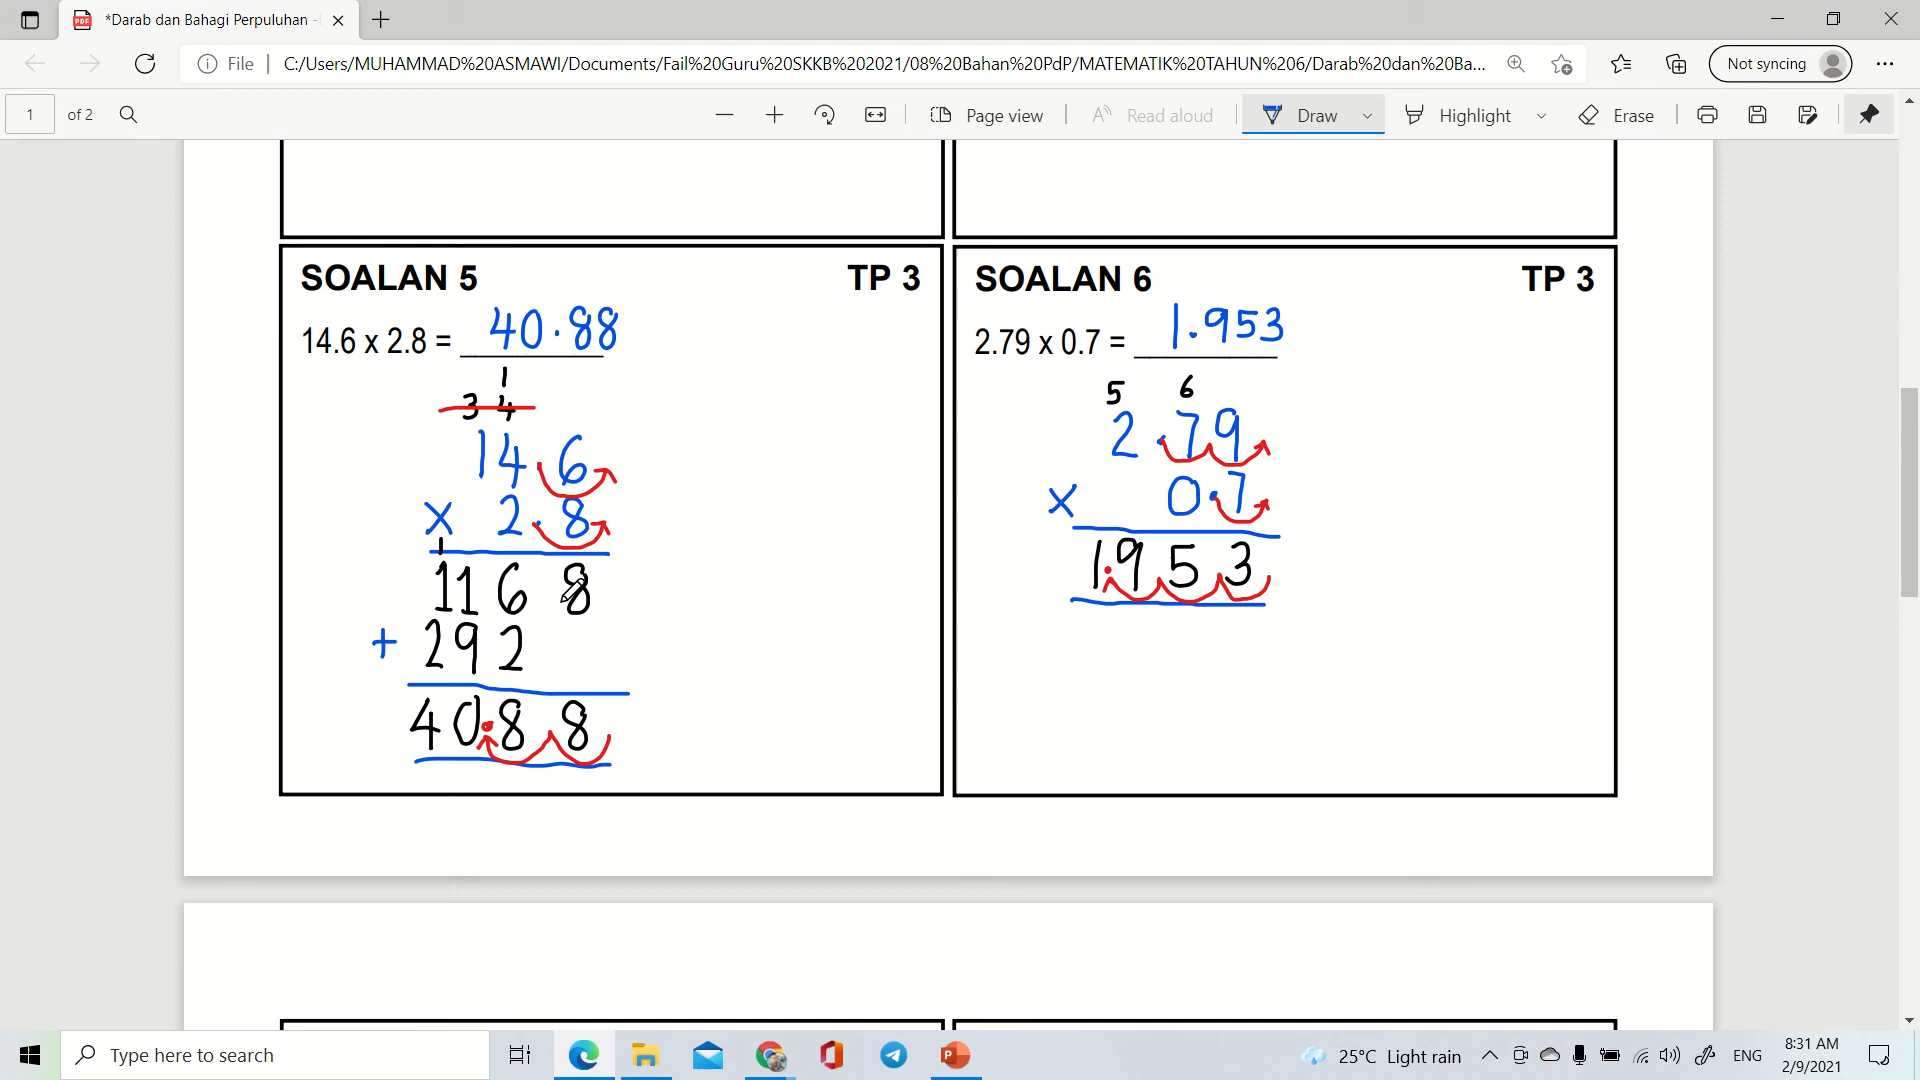 *Darab dan Bahagi Perpuluhan -
File
C:/Users/MUHAMMAD%20ASMAWI/Documents/Fail%20Guru%20SKKB%202021/08%20Bahan%20PdP/MATEMATIK%20TAHUN%206/Darab%20dan%20Ba...
Not syncing
1 of 2
Page view
Read aloud
Draw
Highlight
Erase
SOALAN 5 TP 3
14.6 x 2.8 = 40.88
1
3 4
14.6
x 2.8
1
1168
+ 292
40.88
SOALAN 6 TP 3
2.79 x 0.7 = 1.953
5 6
2.79
x 0.7
1.953
Type here to search
25°C Light rain
ENG
8:31 AM
2/9/2021